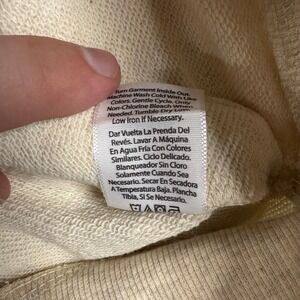 Turn Garment Inside Out.
Machine Wash Cold With Like
Colors. Gentle Cycle. Only
Non-Chlorine Bleach When
Needed. Tumble Dry Low.
Low Iron If Necessary.
Dar Vuelta La Prenda Del
Revés. Lavar A Máquina
En Agua Fría Con Colores
Similares. Ciclo Delicado.
Blanqueador Sin Cloro
Solamente Cuando Sea
Necesario. Secar En Secadora
A Temperatura Baja. Plancha
Tibia, Si Se Necesario.